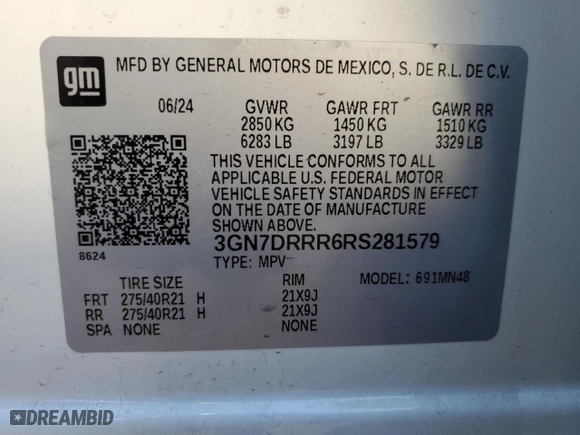 gm MFD BY GENERAL MOTORS DE MEXICO, S. DE R.L. DE C.V.
06/24 GVWR GAWR FRT GAWR RR
2850 KG 1450 KG 1510 KG
6283 LB 3197 LB 3329 LB
THIS VEHICLE CONFORMS TO ALL
APPLICABLE U.S. FEDERAL MOTOR
VEHICLE SAFETY STANDARDS IN EFFECT
ON THE DATE OF MANUFACTURE
SHOWN ABOVE.
3GN7DRRR6RS281579
8624 TYPE: MPV MODEL: 691MN48
TIRE SIZE RIM
FRT 275/40R21 H 21X9J
RR 275/40R21 H 21X9J
SPA NONE NONE
© DREAMBID